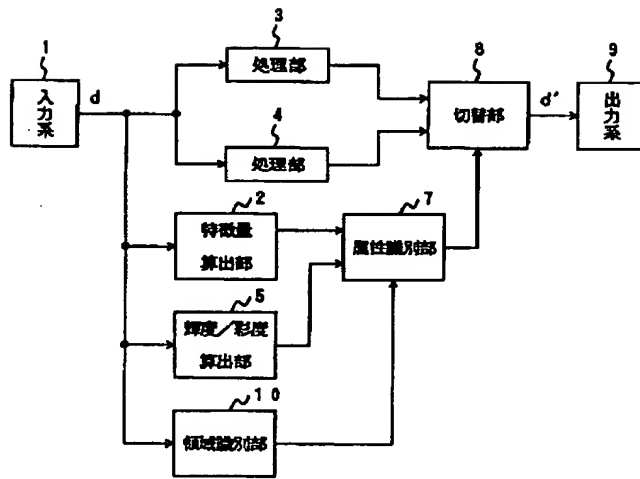 1
入力系
d
3
処理部
4
処理部
8
切替部
d'
9
出力系
2
特徴量
算出部
7
属性識別部
5
輝度／彩度
算出部
10
領域識別部